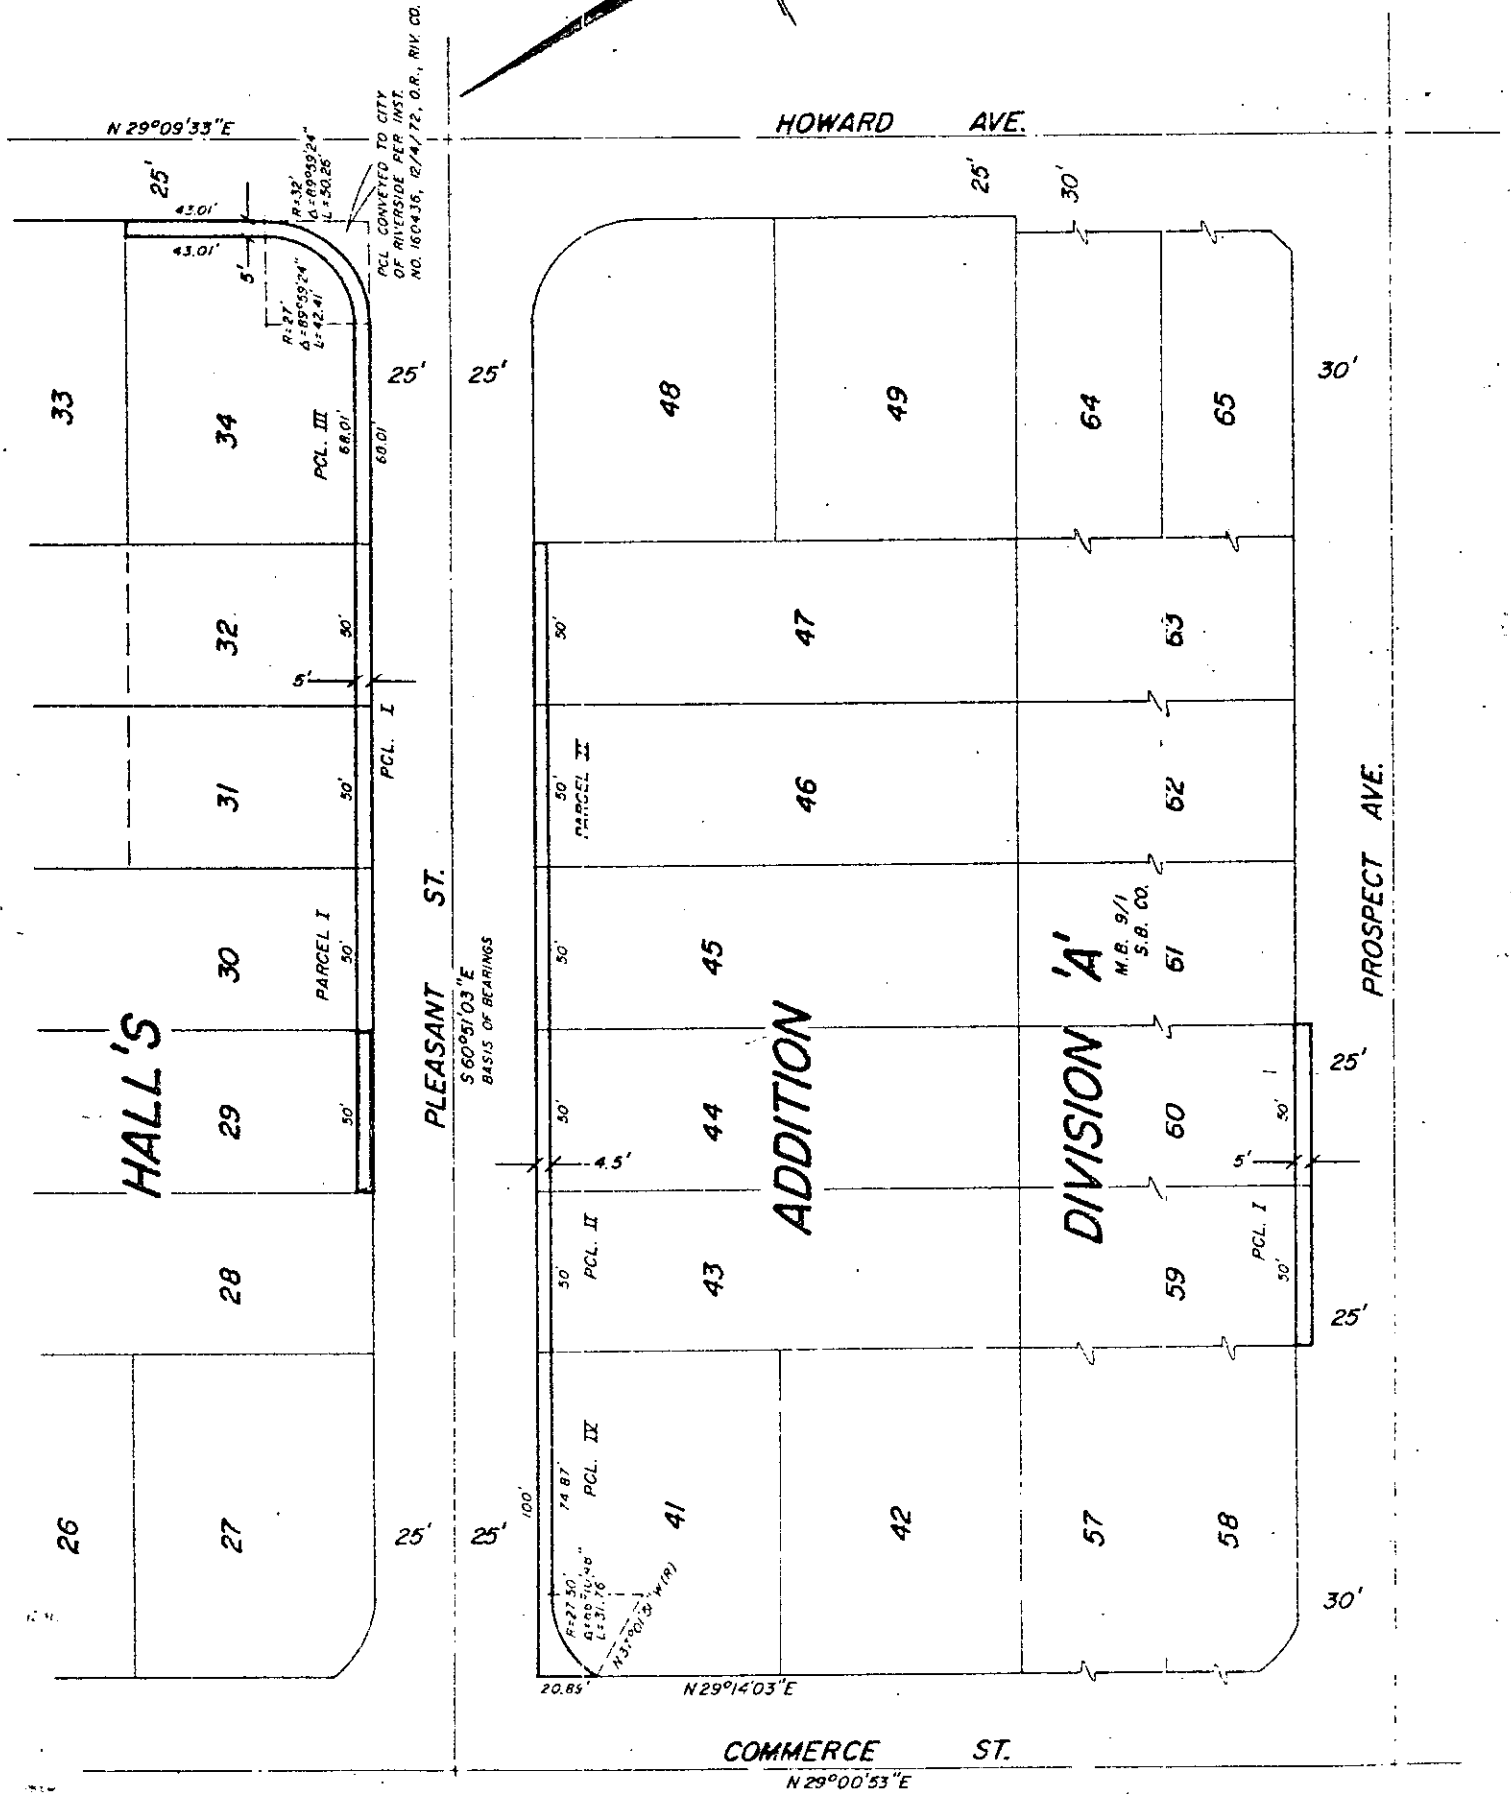 N 29°09'33"E
HOWARD AVE.
25'
43.01'
43.01'
5'
R=32'
Δ=89°59'24"
L=50.26'
R=27'
Δ=89°59'24"
L=42.41'
PCL CONVEYED TO CITY
OF RIVERSIDE PER INST.
NO. 160436, 12/4/72, O.R., RIV. CO.
25'
30'
33
34
PCL. III
68.01'
68.01'
25'
25'
48
49
64
65
30'
32
50'
5'
50'
47
63
31
50'
PCL. I
50'
PARCEL II
46
62
30
PARCEL I
50'
50'
45
61
M.B. 9/1
S.B. CO.
HALL'S
ADDITION
DIVISION 'A'
PLEASANT ST.
S 60°51'03"E
BASIS OF BEARINGS
PROSPECT AVE.
29
50'
50'
44
60
50'
25'
4.5'
5'
28
50'
PCL. II
43
59
PCL. I
50'
25'
26
27
25'
25'
100'
74.87'
PCL. IV
41
42
57
58
30'
R=27.50'
L=31.76
N37°01'51"W(R)
20.89'
N29°14'03"E
COMMERCE ST.
N29°00'53"E